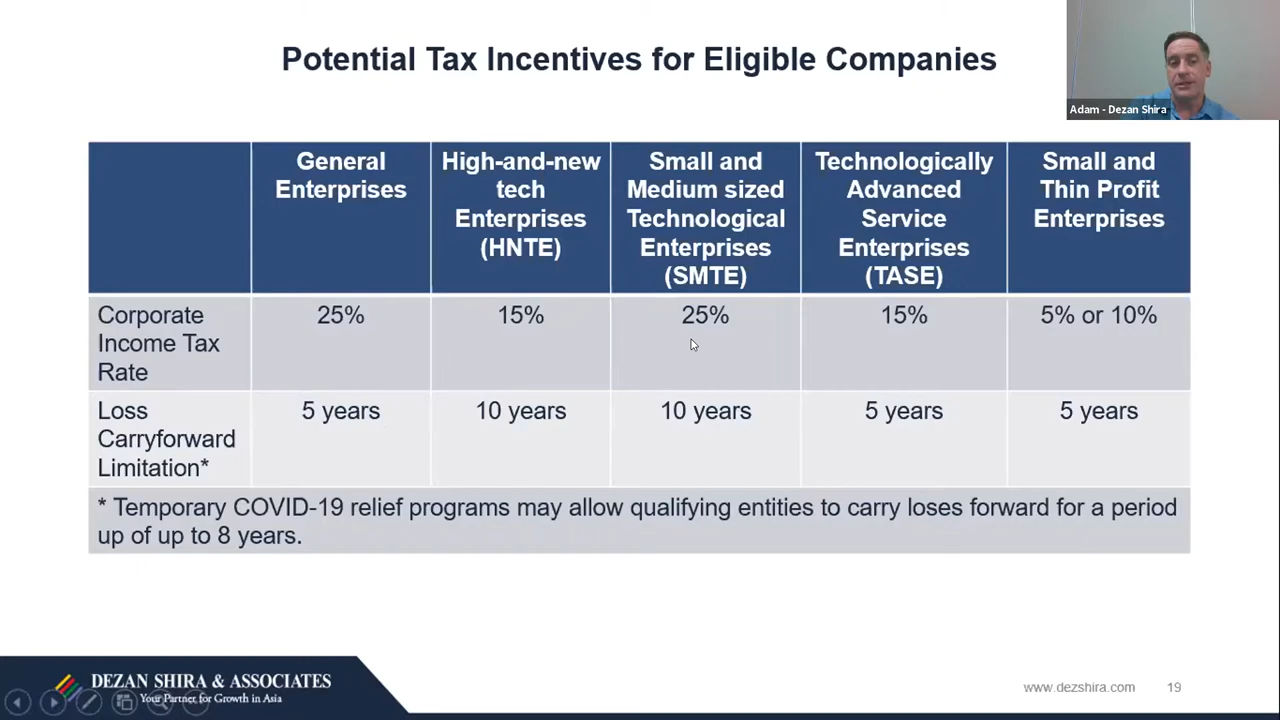 Potential Tax Incentives for Eligible Companies
Adam - Dezan Shira
General
Enterprises
High-and-new
tech
Enterprises
(HNTE)
Small and
Medium sized
Technological
Enterprises
(SMTE)
Technologically
Advanced
Service
Enterprises
(TASE)
Small and
Thin Profit
Enterprises
Corporate
Income Tax
Rate
25%
15%
25%
15%
5% or 10%
Loss
Carryforward
Limitation*
5 years
10 years
10 years
5 years
5 years
* Temporary COVID-19 relief programs may allow qualifying entities to carry loses forward for a period
up of up to 8 years.
DEZAN SHIRA & ASSOCIATES
Your Partner for Growth in Asia
www.dezshira.com
19